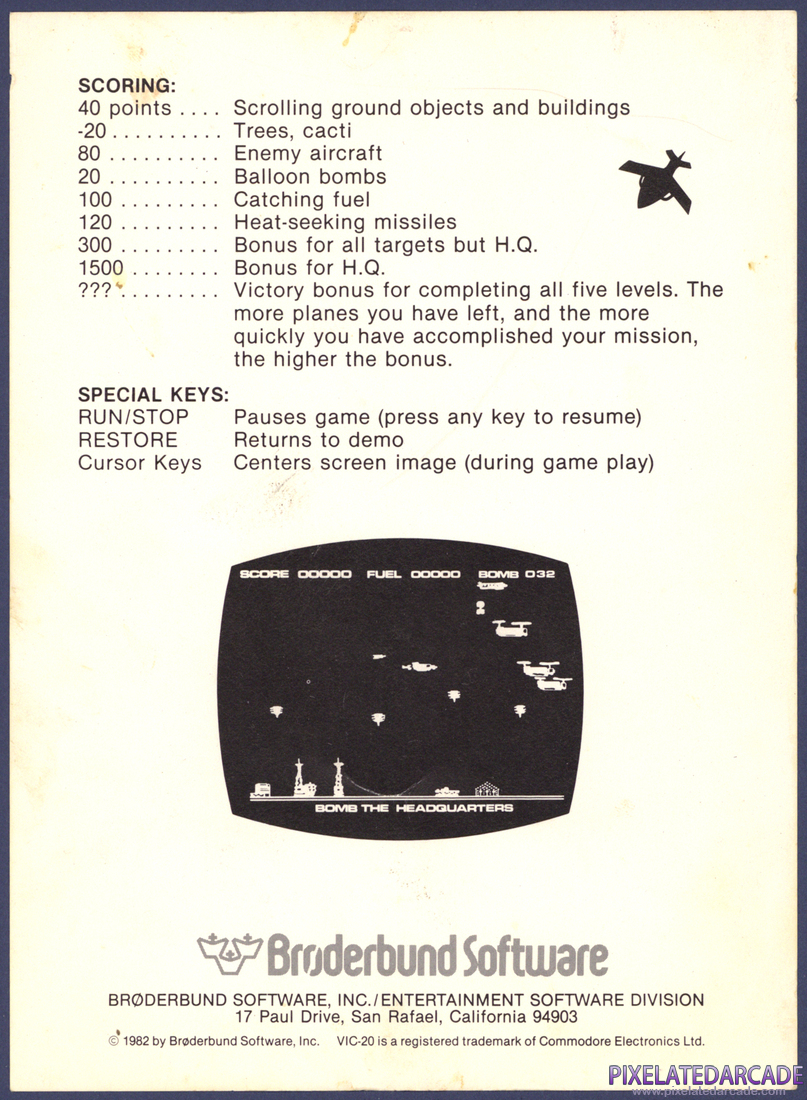 SCORING:
40 points .... Scrolling ground objects and buildings
-20 .......... Trees, cacti
80 .......... Enemy aircraft
20 .......... Balloon bombs
100 ......... Catching fuel
120 ......... Heat-seeking missiles
300 ......... Bonus for all targets but H.Q.
1500 ........ Bonus for H.Q.
??? ......... Victory bonus for completing all five levels. The
more planes you have left, and the more
quickly you have accomplished your mission,
the higher the bonus.
SPECIAL KEYS:
RUN/STOP Pauses game (press any key to resume)
RESTORE Returns to demo
Cursor Keys Centers screen image (during game play)
SCORE 00000 FUEL 00000 BOMB 032
BOMB THE HEADQUARTERS
Brøderbund Software
BRØDERBUND SOFTWARE, INC./ENTERTAINMENT SOFTWARE DIVISION
17 Paul Drive, San Rafael, California 94903
© 1982 by Brøderbund Software, Inc. VIC-20 is a registered trademark of Commodore Electronics Ltd.
PIXELATEDARCADE
www.pixelatedarcade.com